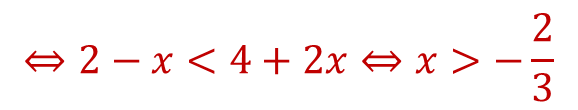 ⇔ 2 − x < 4 + 2x ⇔ x > −2/3